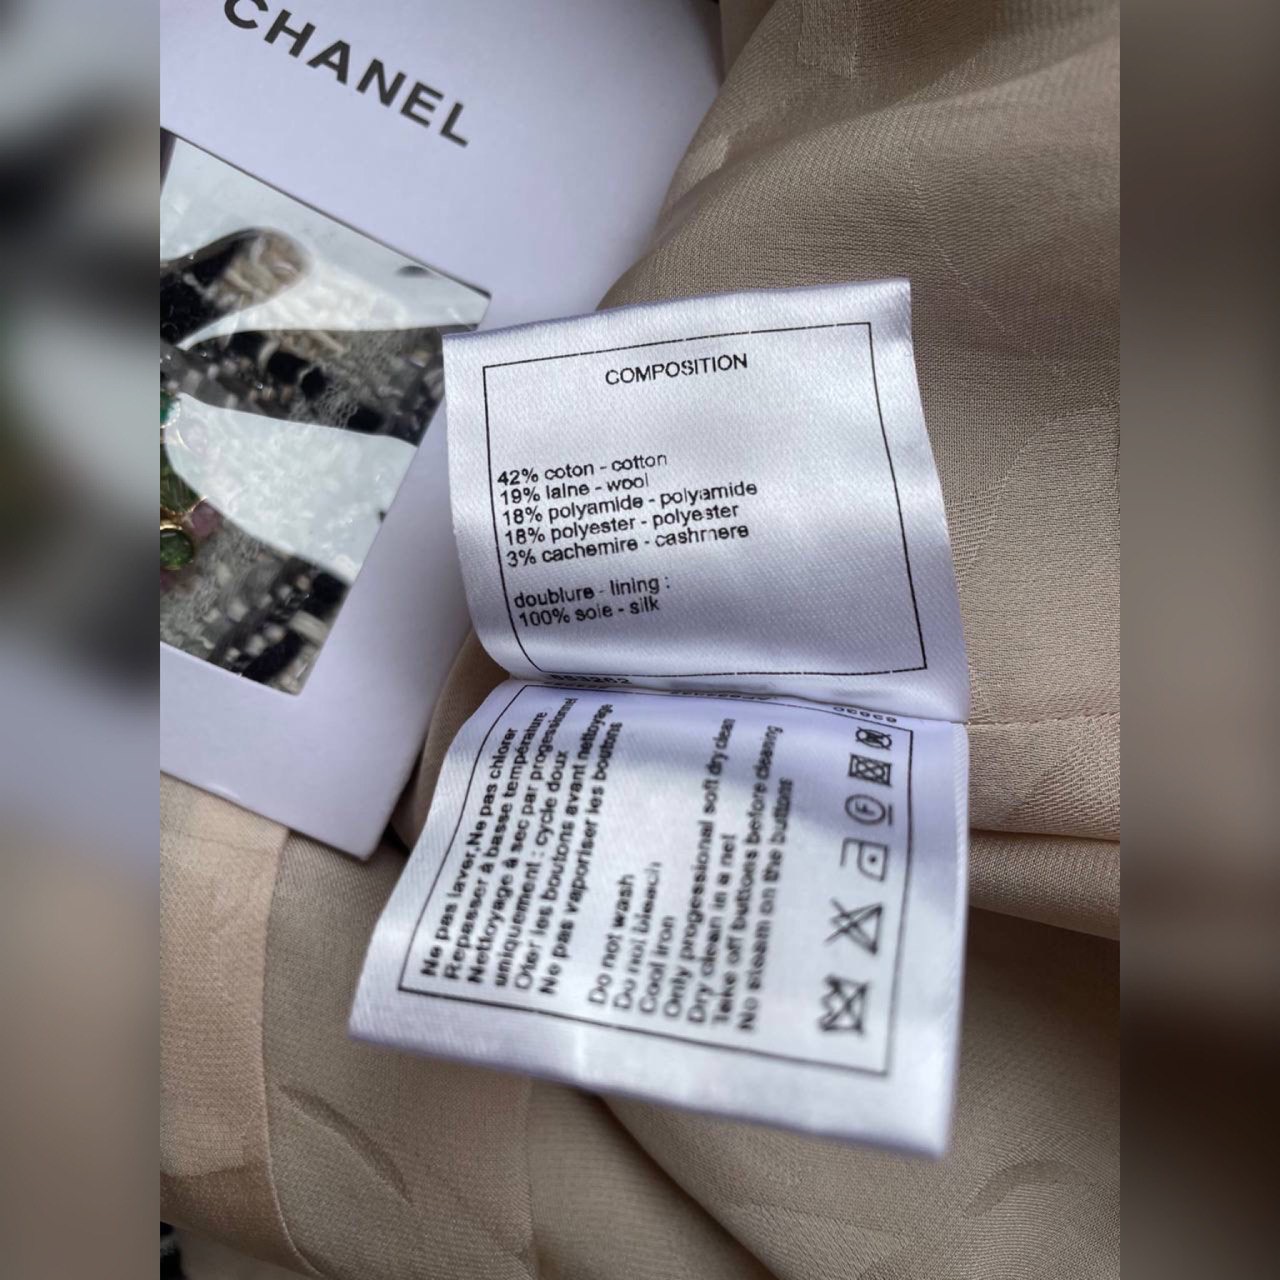 CHANEL
COMPOSITION
42% coton - cotton
19% laine - wool
18% polyamide - polyamide
18% polyester - polyester
3% cachemire - cashmere
doublure - lining :
100% soie - silk
Ne pas laver,Ne pas chlorer
Repasser à basse température
Nettoyage à sec par progessionnel
uniquement : cycle doux
Oter les boutons avant nettoyage
Ne pas vaporiser les boutons
Do not wash
Do not bleach
Cool iron
Only progessional soft dry clean
Dry clean in a net
Take off buttons before cleaning
No steam on the buttons
F